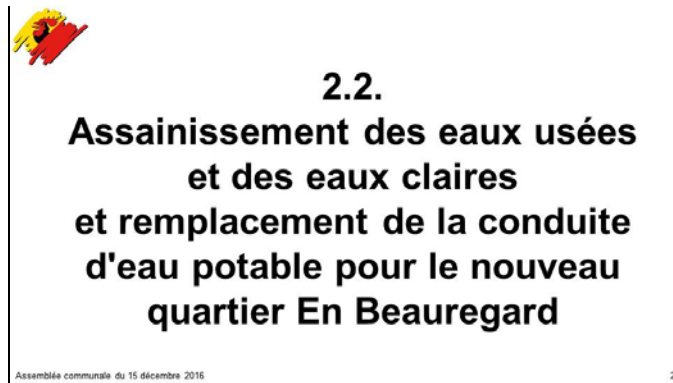 2.2.
Assainissement des eaux usées
et des eaux claires
et remplacement de la conduite
d'eau potable pour le nouveau
quartier En Beauregard
Assemblée communale du 15 décembre 2016